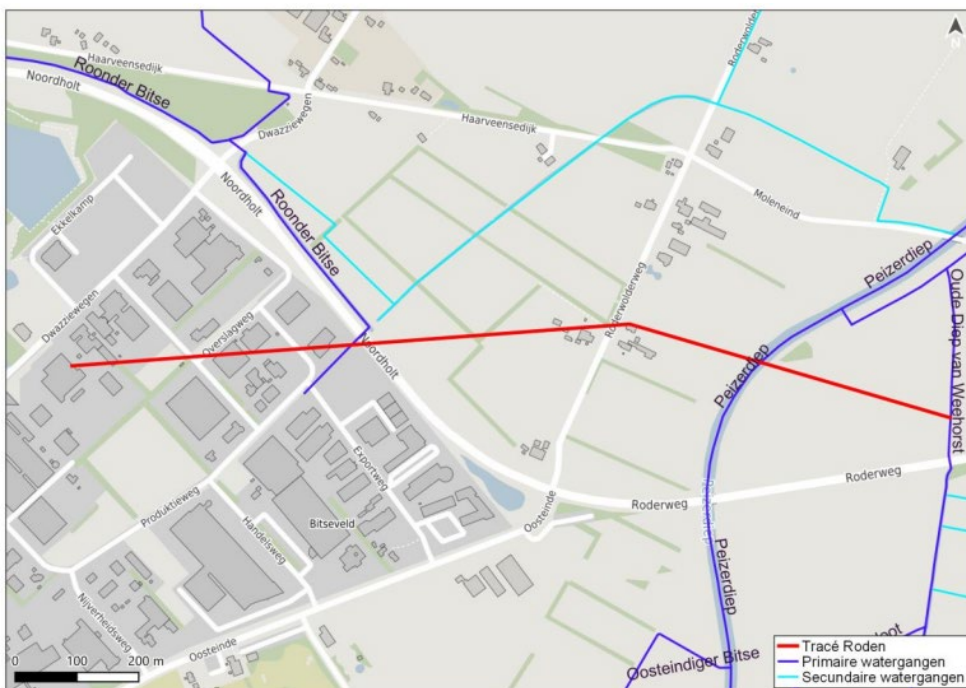 N
Roderwolder
Haarveensedijk
Roonder Bitse
Noordholt
Dwazziewegen
Haarveensedijk
Noordholt
Roonder Bitse
Moleneind
Ekkelkamp
Peizerdiep
Roderwolderweg
Oude Diep van Weehorst
Dwazziewegen
Overslagweg
Noordholt
Peizerdiep
Exportweg
Roderweg
Roderweg
Oosteinde
Produktieweg
Handelsweg
Bitseveld
Peizerdiep
Nijverheidsweg
Oosteinde
Oosteindiger Bitse
0 100 200 m
Tracé Roden
Primaire watergangen
Secundaire watergangen